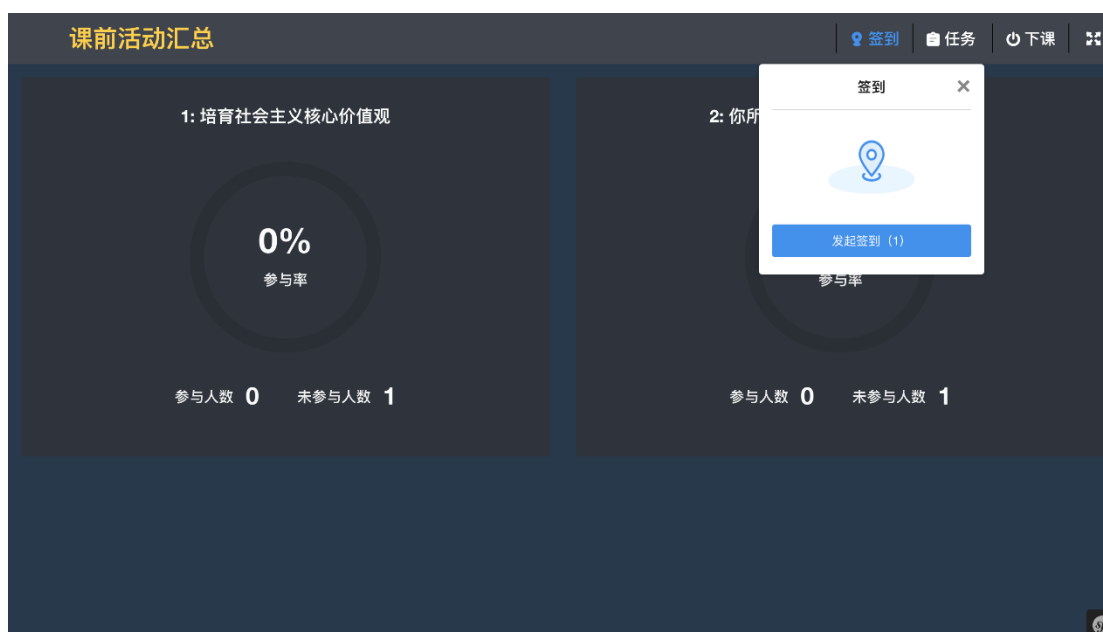 课前活动汇总
签到
任务
下课
签到
1: 培育社会主义核心价值观
2: 你所
0%
参与率
发起签到（1）
参与率
参与人数 0 未参与人数 1
参与人数 0 未参与人数 1